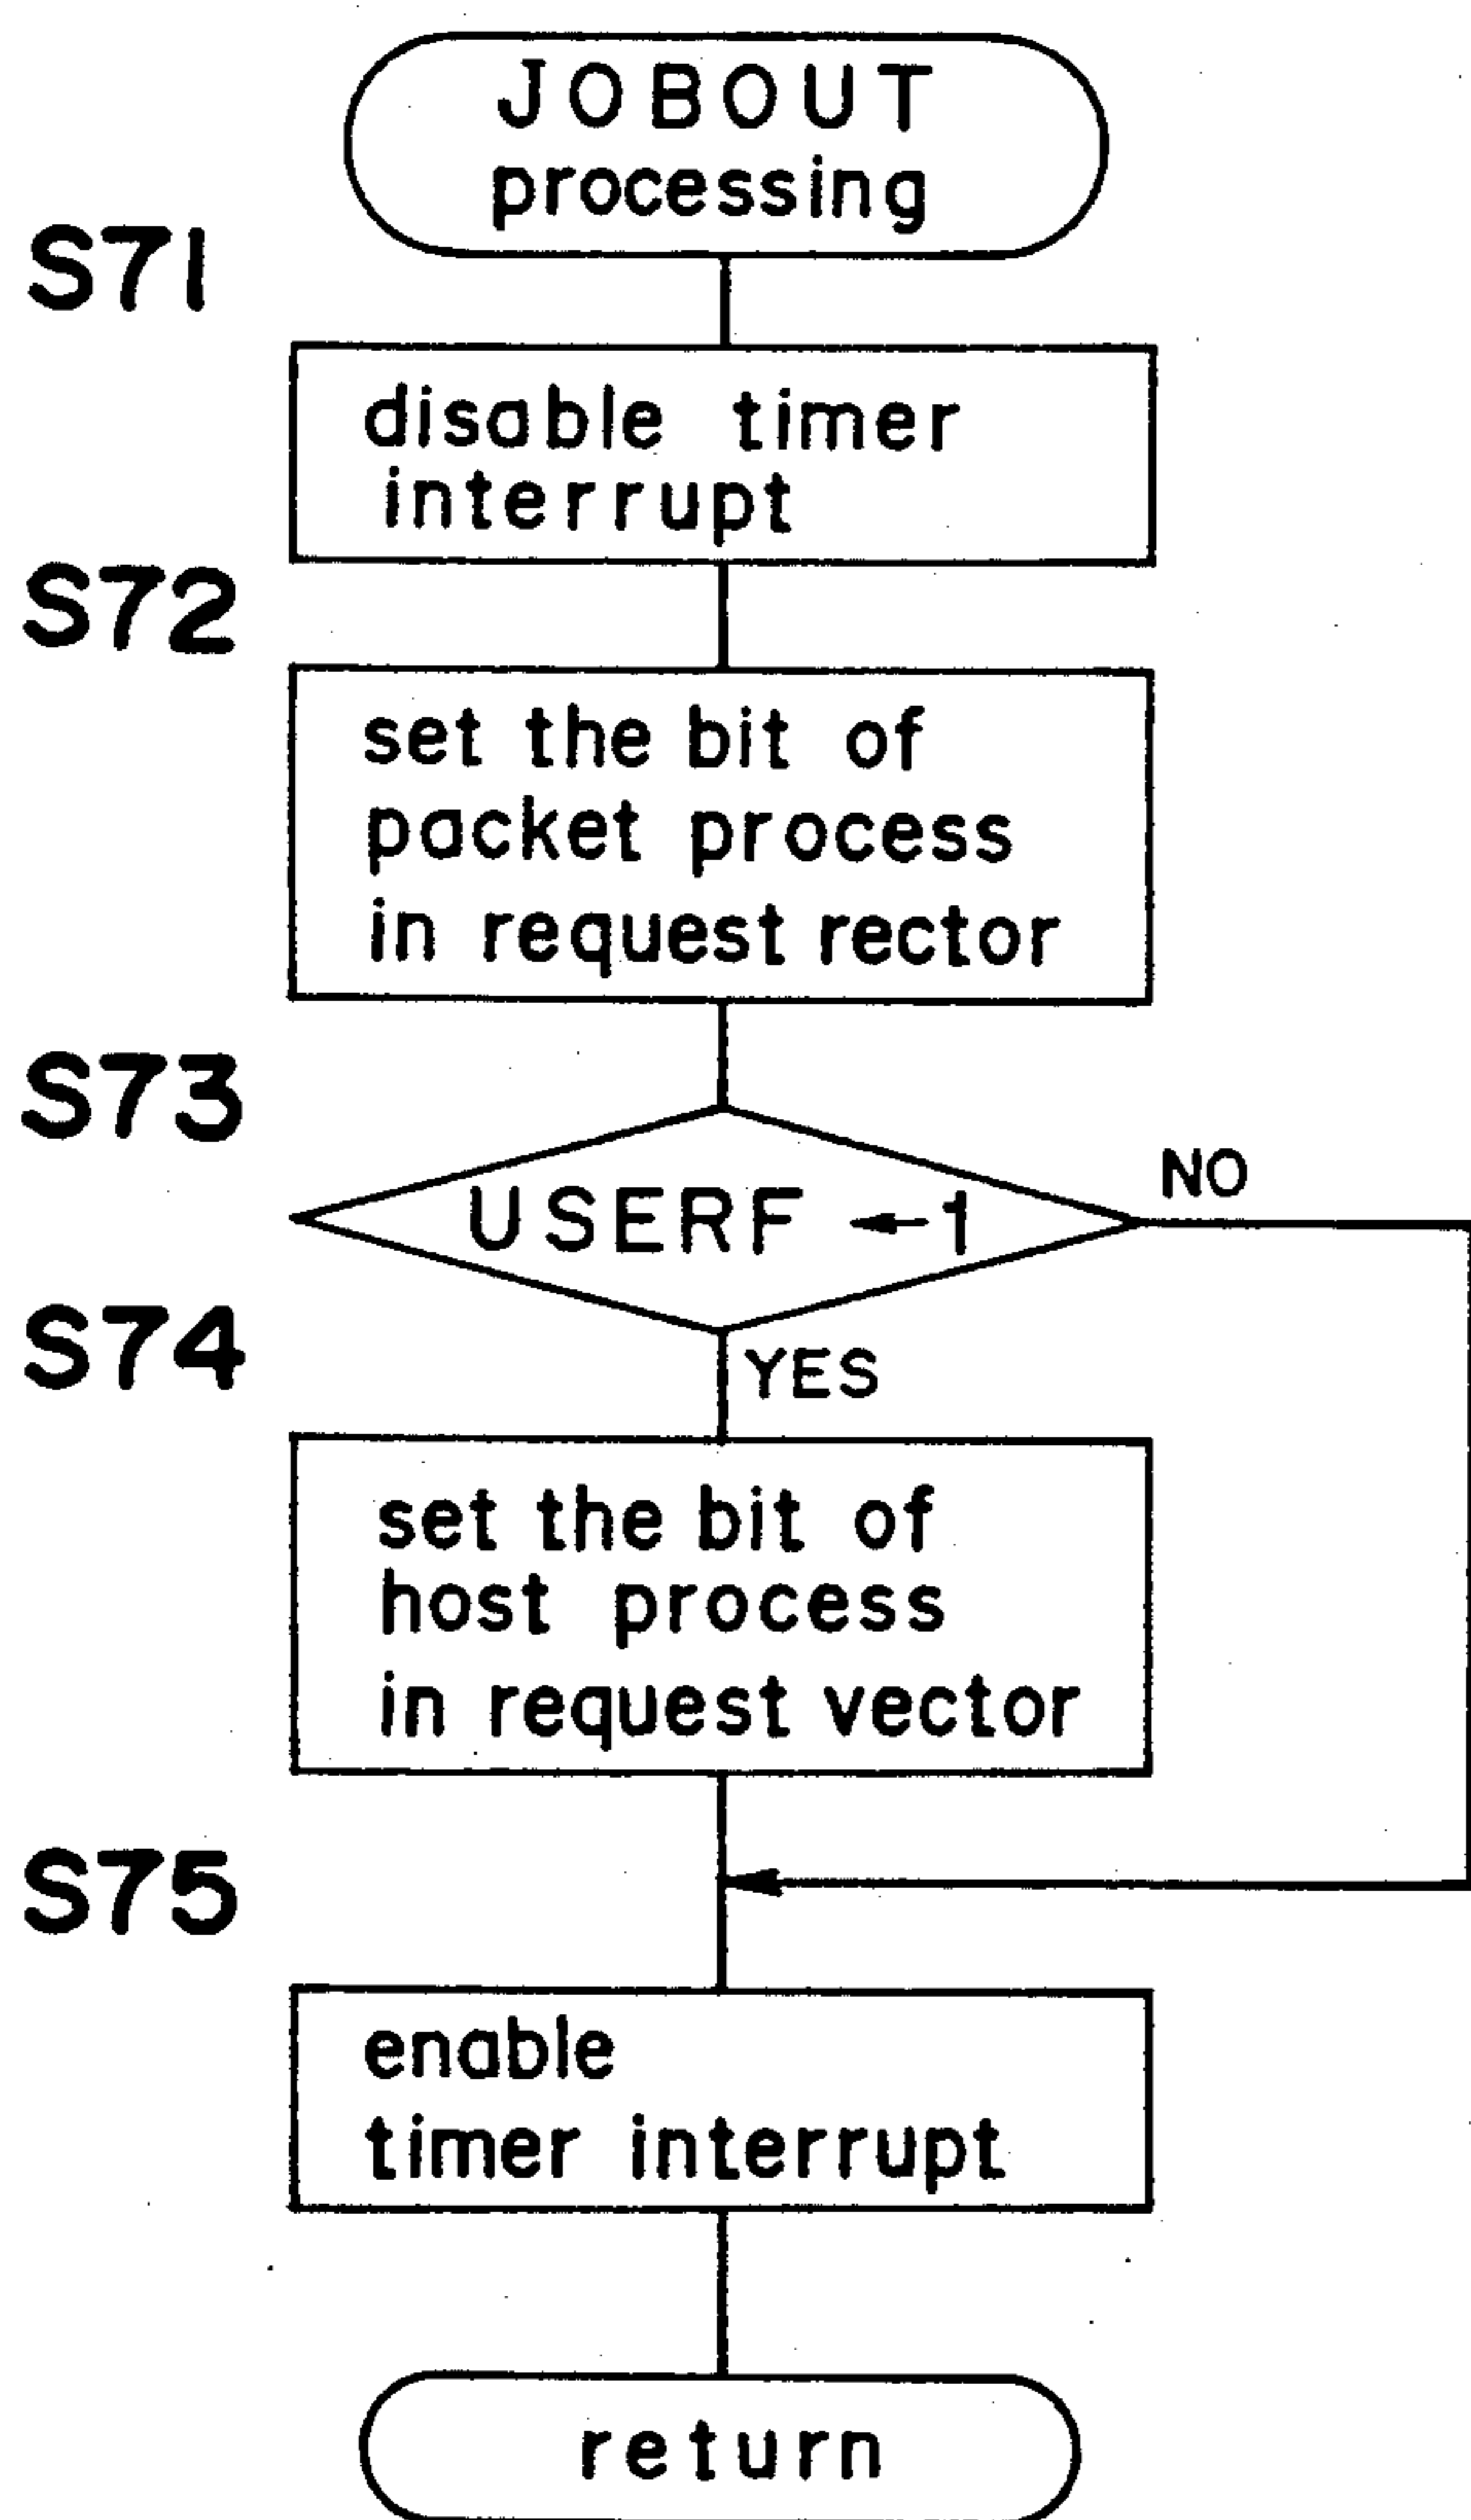 JOBOUT
processing
S71
disable timer
interrupt
S72
set the bit of
packet process
in request rector
S73
USERF ←1
NO
S74
YES
set the bit of
host process
in request vector
S75
enable
timer interrupt
return